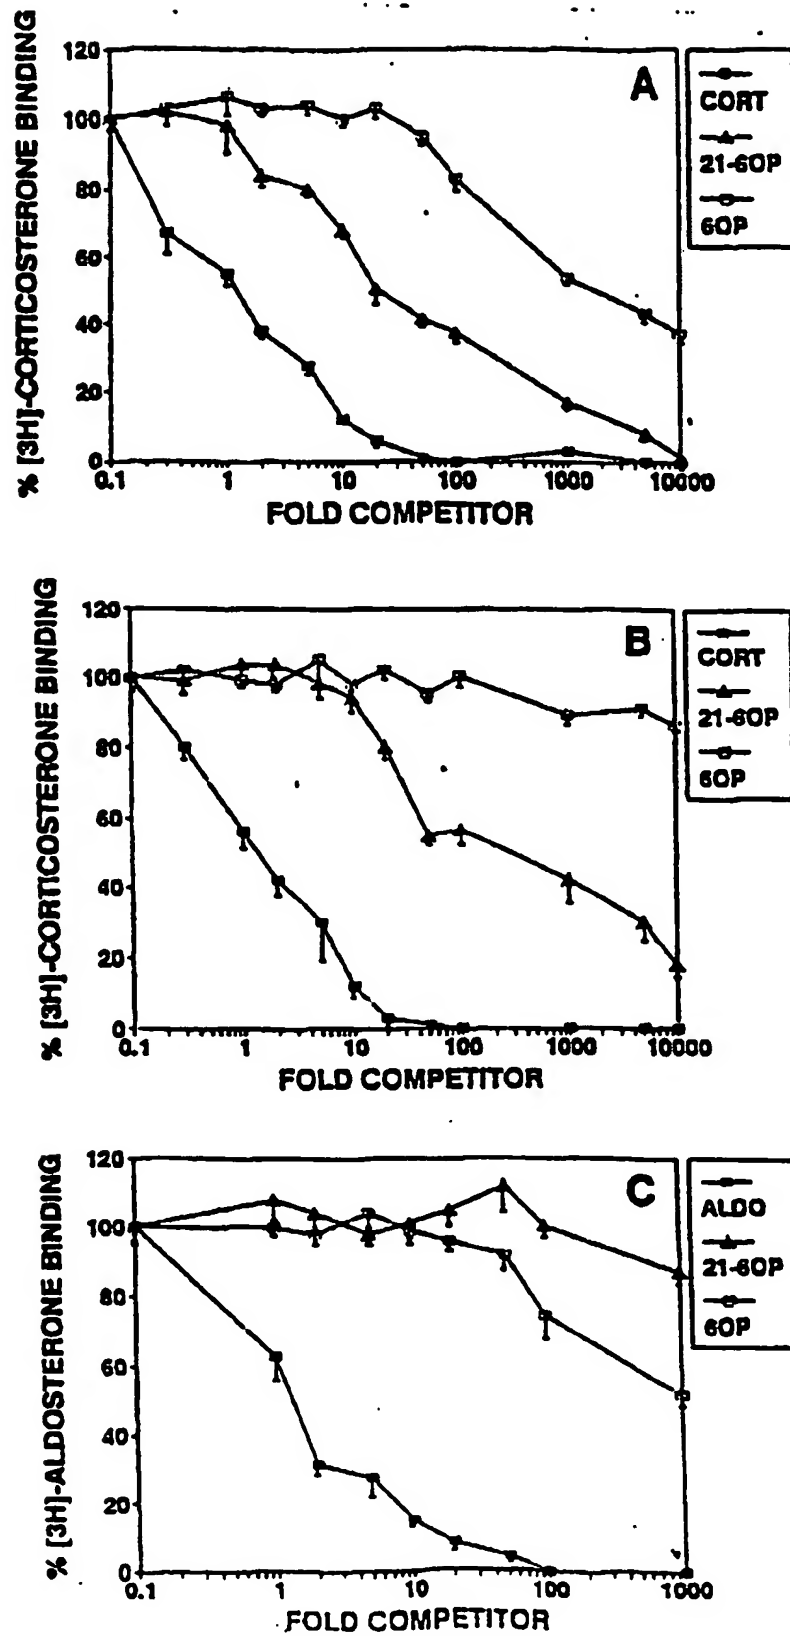 % [3H]-CORTICOSTERONE BINDING
120
100
80
60
40
20
0
0.1
1
10
100
1000
10000
FOLD COMPETITOR
A
CORT
21-6OP
6OP
% [3H]-CORTICOSTERONE BINDING
120
100
80
60
40
20
0
0.1
1
10
100
1000
10000
FOLD COMPETITOR
B
CORT
21-6OP
6OP
% [3H]-ALDOSTERONE BINDING
120
100
80
60
40
20
0
0.1
1
10
100
1000
FOLD COMPETITOR
C
ALDO
21-6OP
6OP